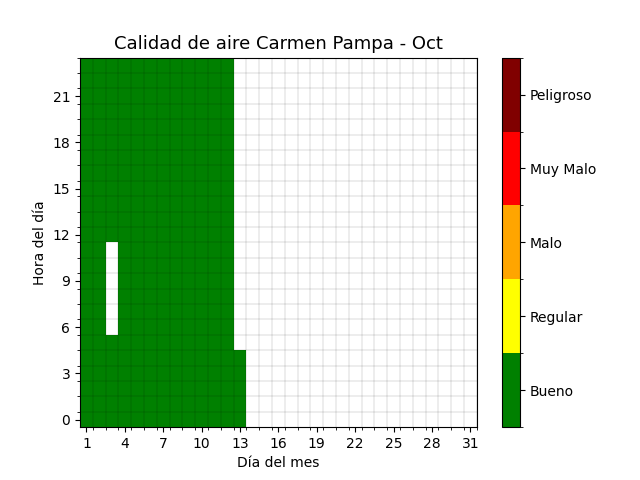 Calidad de aire Carmen Pampa - Oct
Hora del día
21
18
15
12
9
6
3
0
1 4 7 10 13 16 19 22 25 28 31
Día del mes
Peligroso
Muy Malo
Malo
Regular
Bueno